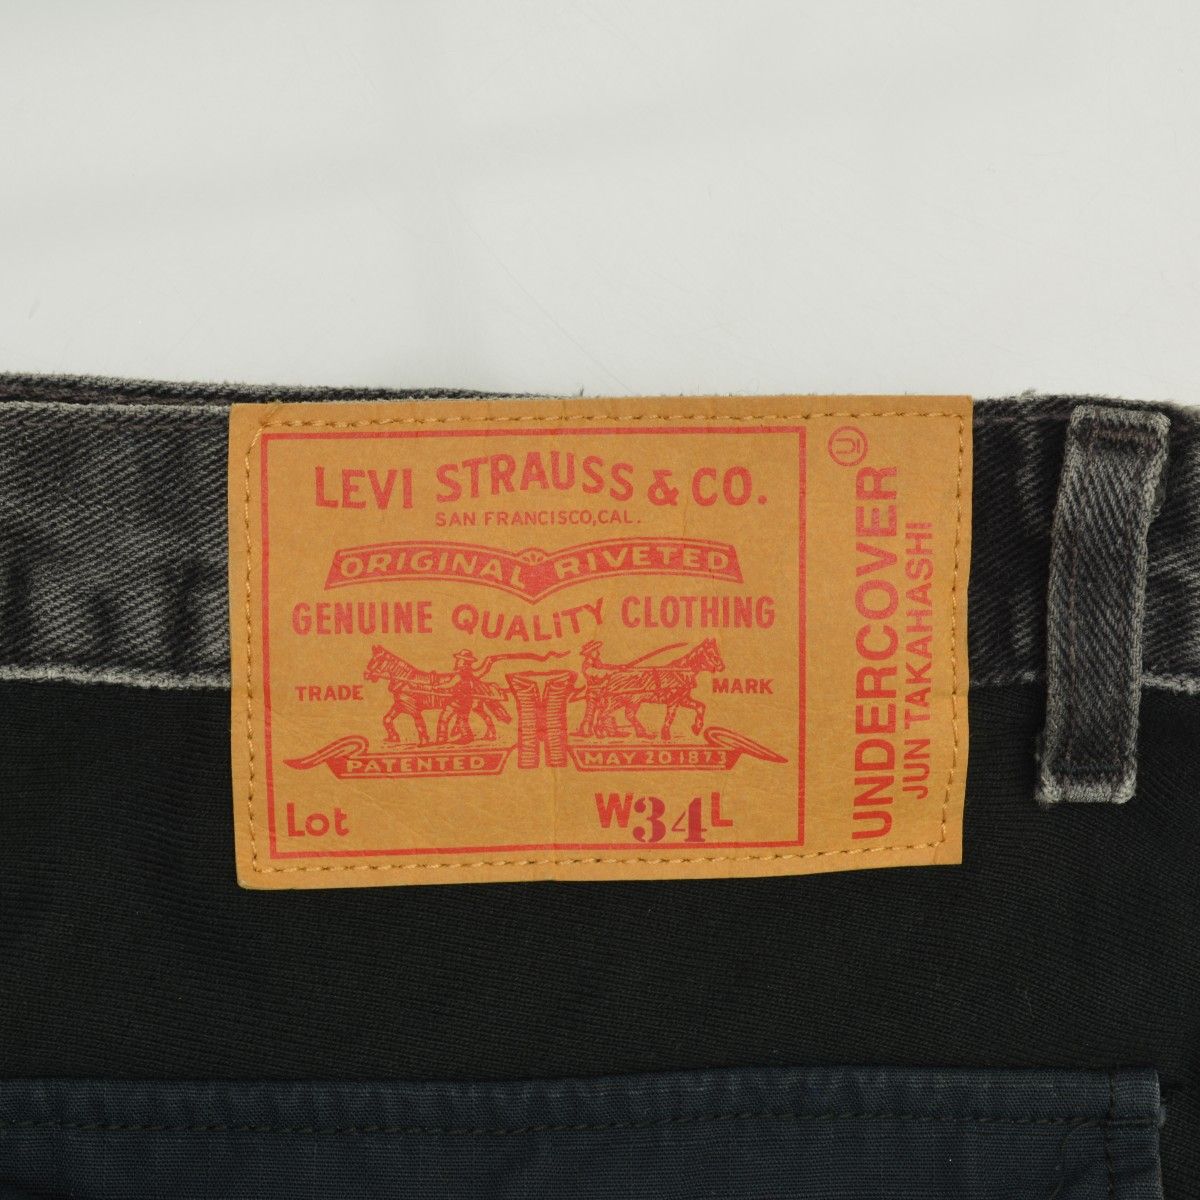 LEVI STRAUSS & CO.
SAN FRANCISCO, CAL.
ORIGINAL RIVETED
GENUINE QUALITY CLOTHING
TRADE MARK
PATENTED MAY 20 1873
Lot W 34 L
U
UNDERCOVER
JUN TAKAHASHI